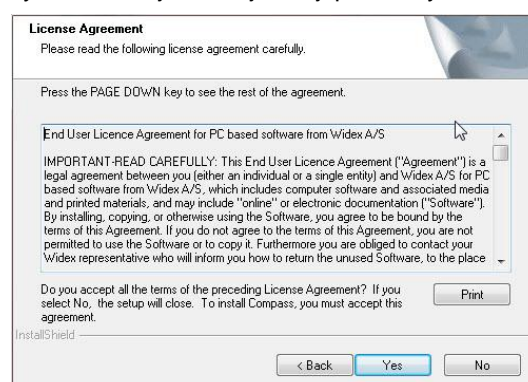 License Agreement
Please read the following license agreement carefully.
Press the PAGE DOWN key to see the rest of the agreement.
End User Licence Agreement for PC based software from Widex A/S
IMPORTANT-READ CAREFULLY: This End User Licence Agreement ("Agreement") is a
legal agreement between you (either an individual or a single entity) and Widex A/S for PC
based software from Widex A/S, which includes computer software and associated media
and printed materials, and may include "online" or electronic documentation ("Software").
By installing, copying, or otherwise using the Software, you agree to be bound by the
terms of this Agreement. If you do not agree to the terms of this Agreement, you are not
permitted to use the Software or to copy it. Furthermore you are obliged to contact your
Widex representative who will inform you how to return the unused Software, to the place
Do you accept all the terms of the preceding License Agreement? If you
select No, the setup will close. To install Compass, you must accept this
agreement.
Print
InstallShield
< Back
Yes
No